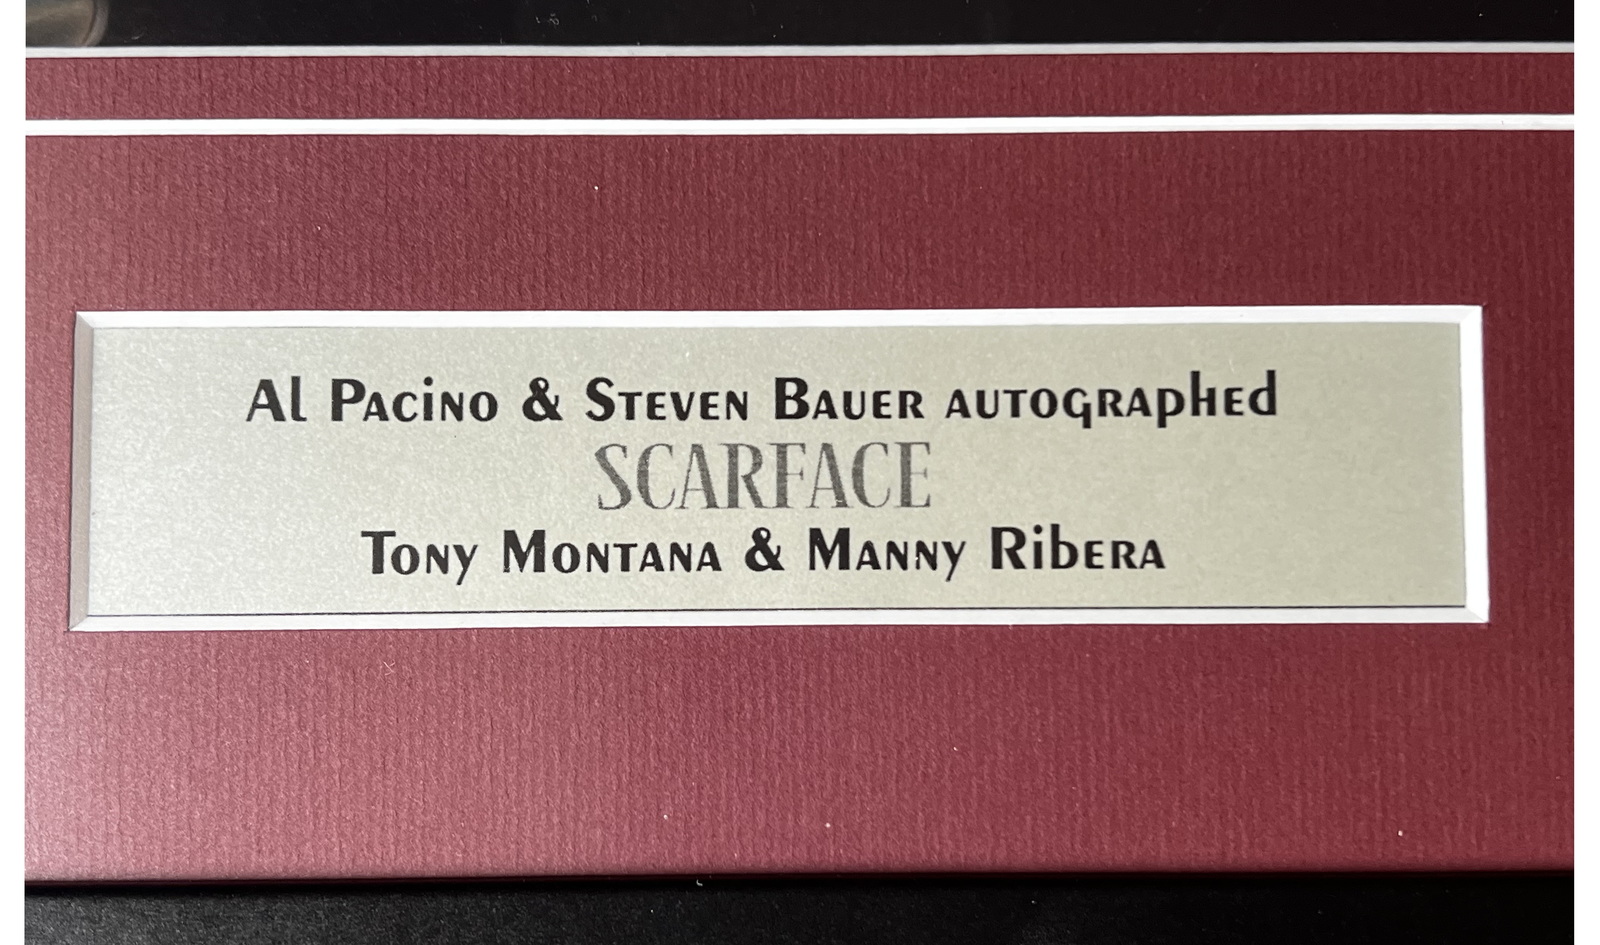 Al Pacino & Steven Bauer autographed
SCARFACE
Tony Montana & Manny Ribera